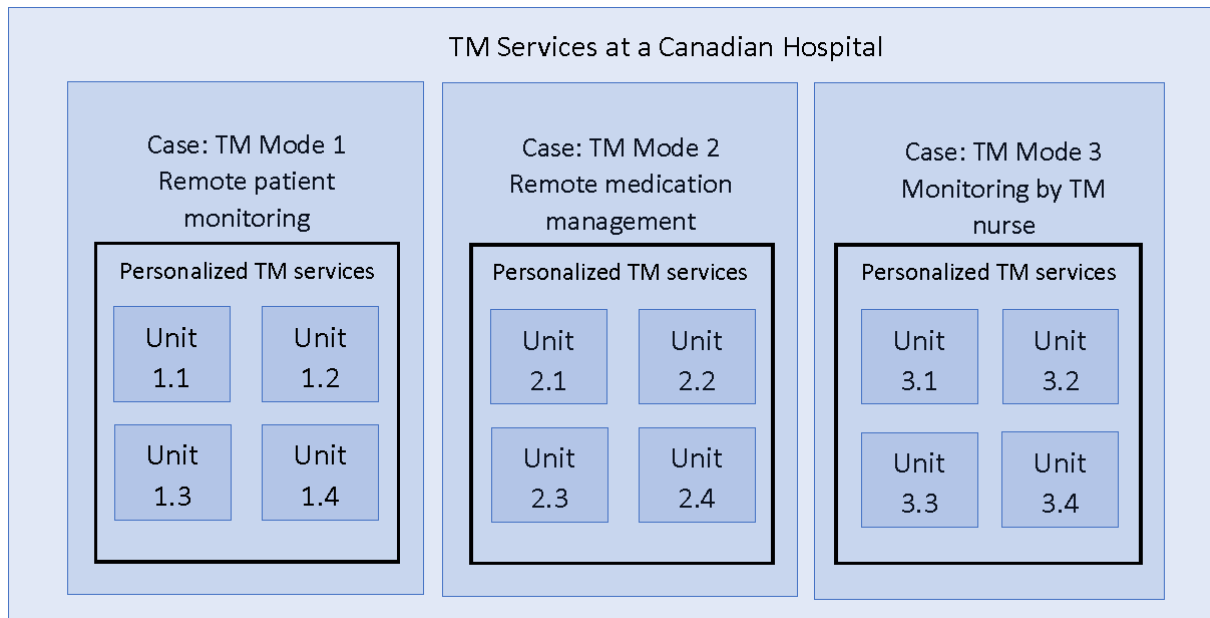 TM Services at a Canadian Hospital
Case: TM Mode 1
Remote patient
monitoring
Personalized TM services
Unit
1.1
Unit
1.2
Unit
1.3
Unit
1.4
Case: TM Mode 2
Remote medication
management
Personalized TM services
Unit
2.1
Unit
2.2
Unit
2.3
Unit
2.4
Case: TM Mode 3
Monitoring by TM
nurse
Personalized TM services
Unit
3.1
Unit
3.2
Unit
3.3
Unit
3.4